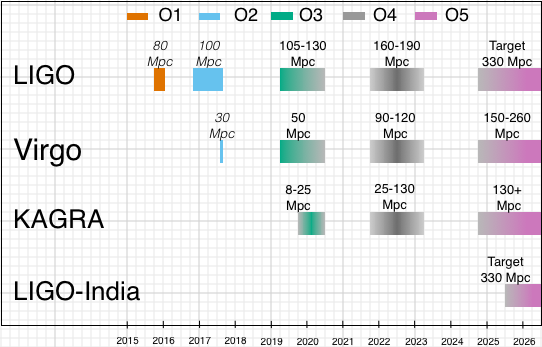 O1 O2 O3 O4 O5
80 100 105-130 160-190 Target
Mpc Mpc Mpc Mpc 330 Mpc
LIGO
30 50 90-120 150-260
Mpc Mpc Mpc Mpc
Virgo
8-25 25-130 130+
Mpc Mpc Mpc
KAGRA
Target
330 Mpc
LIGO-India
2015 2016 2017 2018 2019 2020 2021 2022 2023 2024 2025 2026